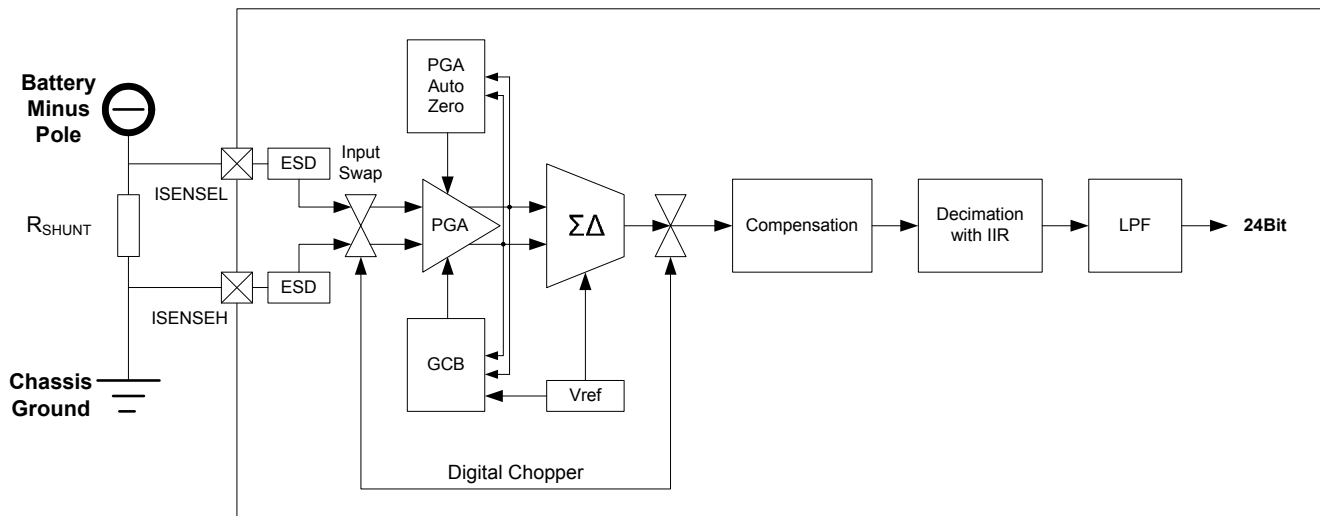 Battery
Minus
Pole
R_SHUNT
Chassis
Ground
ISENSEL
ISENSEH
ESD
ESD
Input
Swap
PGA
Auto
Zero
PGA
GCB
ΣΔ
Vref
Digital Chopper
Compensation
Decimation
with IIR
LPF
24Bit